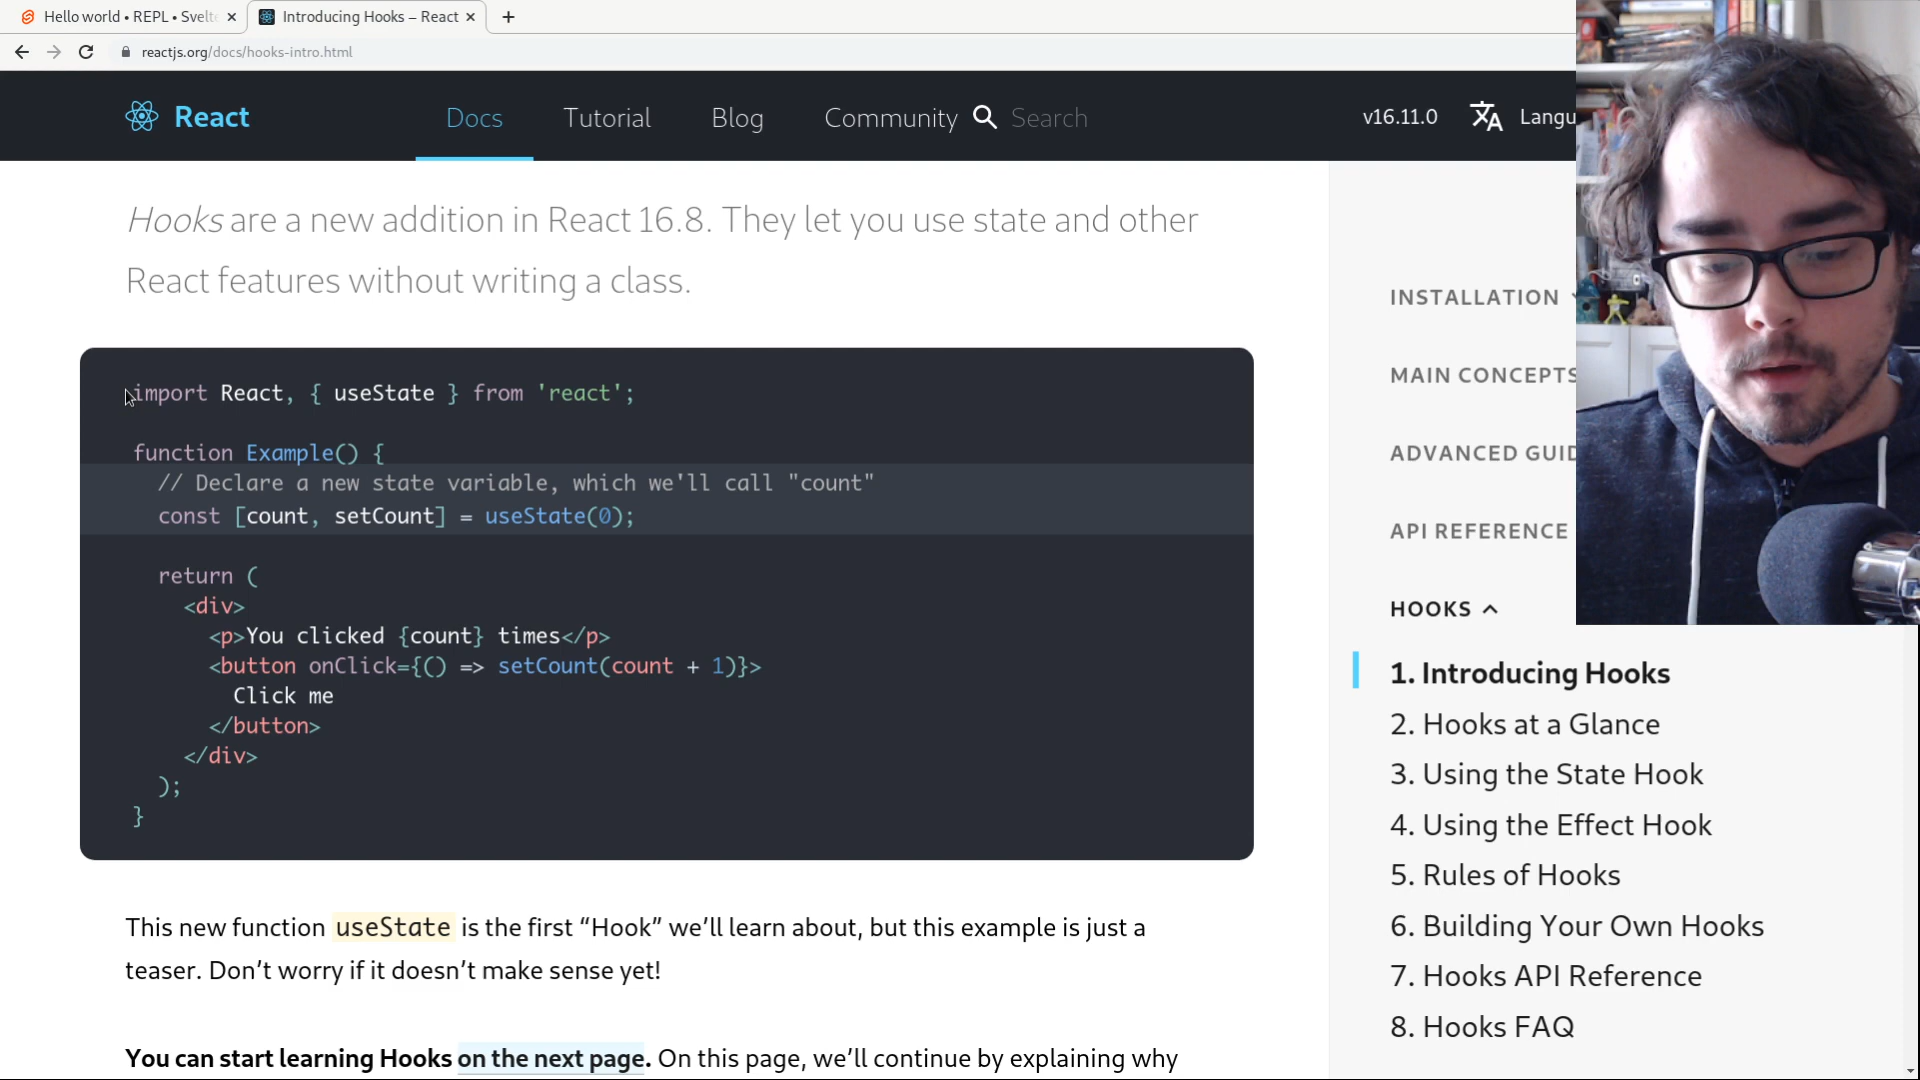 Hello world • REPL • Svelte
Introducing Hooks – React
reactjs.org/docs/hooks-intro.html
React
Docs
Tutorial
Blog
Community
Search
v16.11.0
Langu
Hooks are a new addition in React 16.8. They let you use state and other
React features without writing a class.
import React, { useState } from 'react';
function Example() {
// Declare a new state variable, which we'll call "count"
const [count, setCount] = useState(0);
return (
<div>
<p>You clicked {count} times</p>
<button onClick={() => setCount(count + 1)}>
Click me
</button>
</div>
);
}
This new function useState is the first “Hook” we’ll learn about, but this example is just a
teaser. Don’t worry if it doesn’t make sense yet!
You can start learning Hooks on the next page. On this page, we’ll continue by explaining why
INSTALLATION
MAIN CONCEPTS
ADVANCED GUID
API REFERENCE
HOOKS
1. Introducing Hooks
2. Hooks at a Glance
3. Using the State Hook
4. Using the Effect Hook
5. Rules of Hooks
6. Building Your Own Hooks
7. Hooks API Reference
8. Hooks FAQ